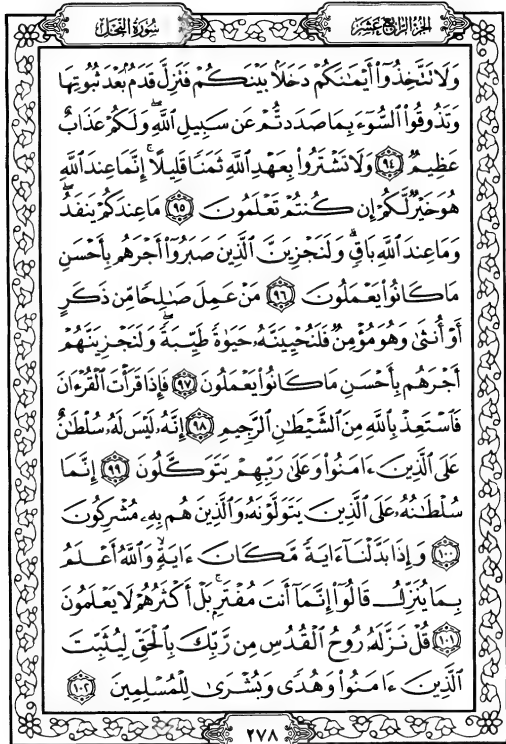 الجزء الرابع عشر
سورة النحل
وَلَا تَتَّخِذُوٓا۟ أَيْمَـٰنَكُمْ دَخَلًۢا بَيْنَكُمْ فَتَزِلَّ قَدَمٌۢ بَعْدَ ثُبُوتِهَا
وَتَذُوقُوا۟ ٱلسُّوٓءَ بِمَا صَدَدتُّمْ عَن سَبِيلِ ٱللَّهِ ۖ وَلَكُمْ عَذَابٌ
عَظِيمٌ ٩٤ وَلَا تَشْتَرُوا۟ بِعَهْدِ ٱللَّهِ ثَمَنًا قَلِيلًا ۚ إِنَّمَا عِندَ ٱللَّهِ
هُوَ خَيْرٌ لَّكُمْ إِن كُنتُمْ تَعْلَمُونَ ٩٥ مَا عِندَكُمْ يَنفَدُ ۖ
وَمَا عِندَ ٱللَّهِ بَاقٍ ۗ وَلَنَجْزِيَنَّ ٱلَّذِينَ صَبَرُوٓا۟ أَجْرَهُم بِأَحْسَنِ
مَا كَانُوا۟ يَعْمَلُونَ ٩٦ مَنْ عَمِلَ صَـٰلِحًا مِّن ذَكَرٍ
أَوْ أُنثَىٰ وَهُوَ مُؤْمِنٌ فَلَنُحْيِيَنَّهُۥ حَيَوٰةً طَيِّبَةً ۖ وَلَنَجْزِيَنَّهُمْ
أَجْرَهُم بِأَحْسَنِ مَا كَانُوا۟ يَعْمَلُونَ ٩٧ فَإِذَا قَرَأْتَ ٱلْقُرْءَانَ
فَٱسْتَعِذْ بِٱللَّهِ مِنَ ٱلشَّيْطَـٰنِ ٱلرَّجِيمِ ٩٨ إِنَّهُۥ لَيْسَ لَهُۥ سُلْطَـٰنٌ
عَلَى ٱلَّذِينَ ءَامَنُوا۟ وَعَلَىٰ رَبِّهِمْ يَتَوَكَّلُونَ ٩٩ إِنَّمَا
سُلْطَـٰنُهُۥ عَلَى ٱلَّذِينَ يَتَوَلَّوْنَهُۥ وَٱلَّذِينَ هُم بِهِۦ مُشْرِكُونَ
١٠٠ وَإِذَا بَدَّلْنَآ ءَايَةً مَّكَانَ ءَايَةٍ ۙ وَٱللَّهُ أَعْلَمُ
بِمَا يُنَزِّلُ قَالُوٓا۟ إِنَّمَآ أَنتَ مُفْتَرٍۭ ۚ بَلْ أَكْثَرُهُمْ لَا يَعْلَمُونَ
١٠١ قُلْ نَزَّلَهُۥ رُوحُ ٱلْقُدُسِ مِن رَّبِّكَ بِٱلْحَقِّ لِيُثَبِّتَ
ٱلَّذِينَ ءَامَنُوا۟ وَهُدًى وَبُشْرَىٰ لِلْمُسْلِمِينَ ١٠٢
٢٧٨